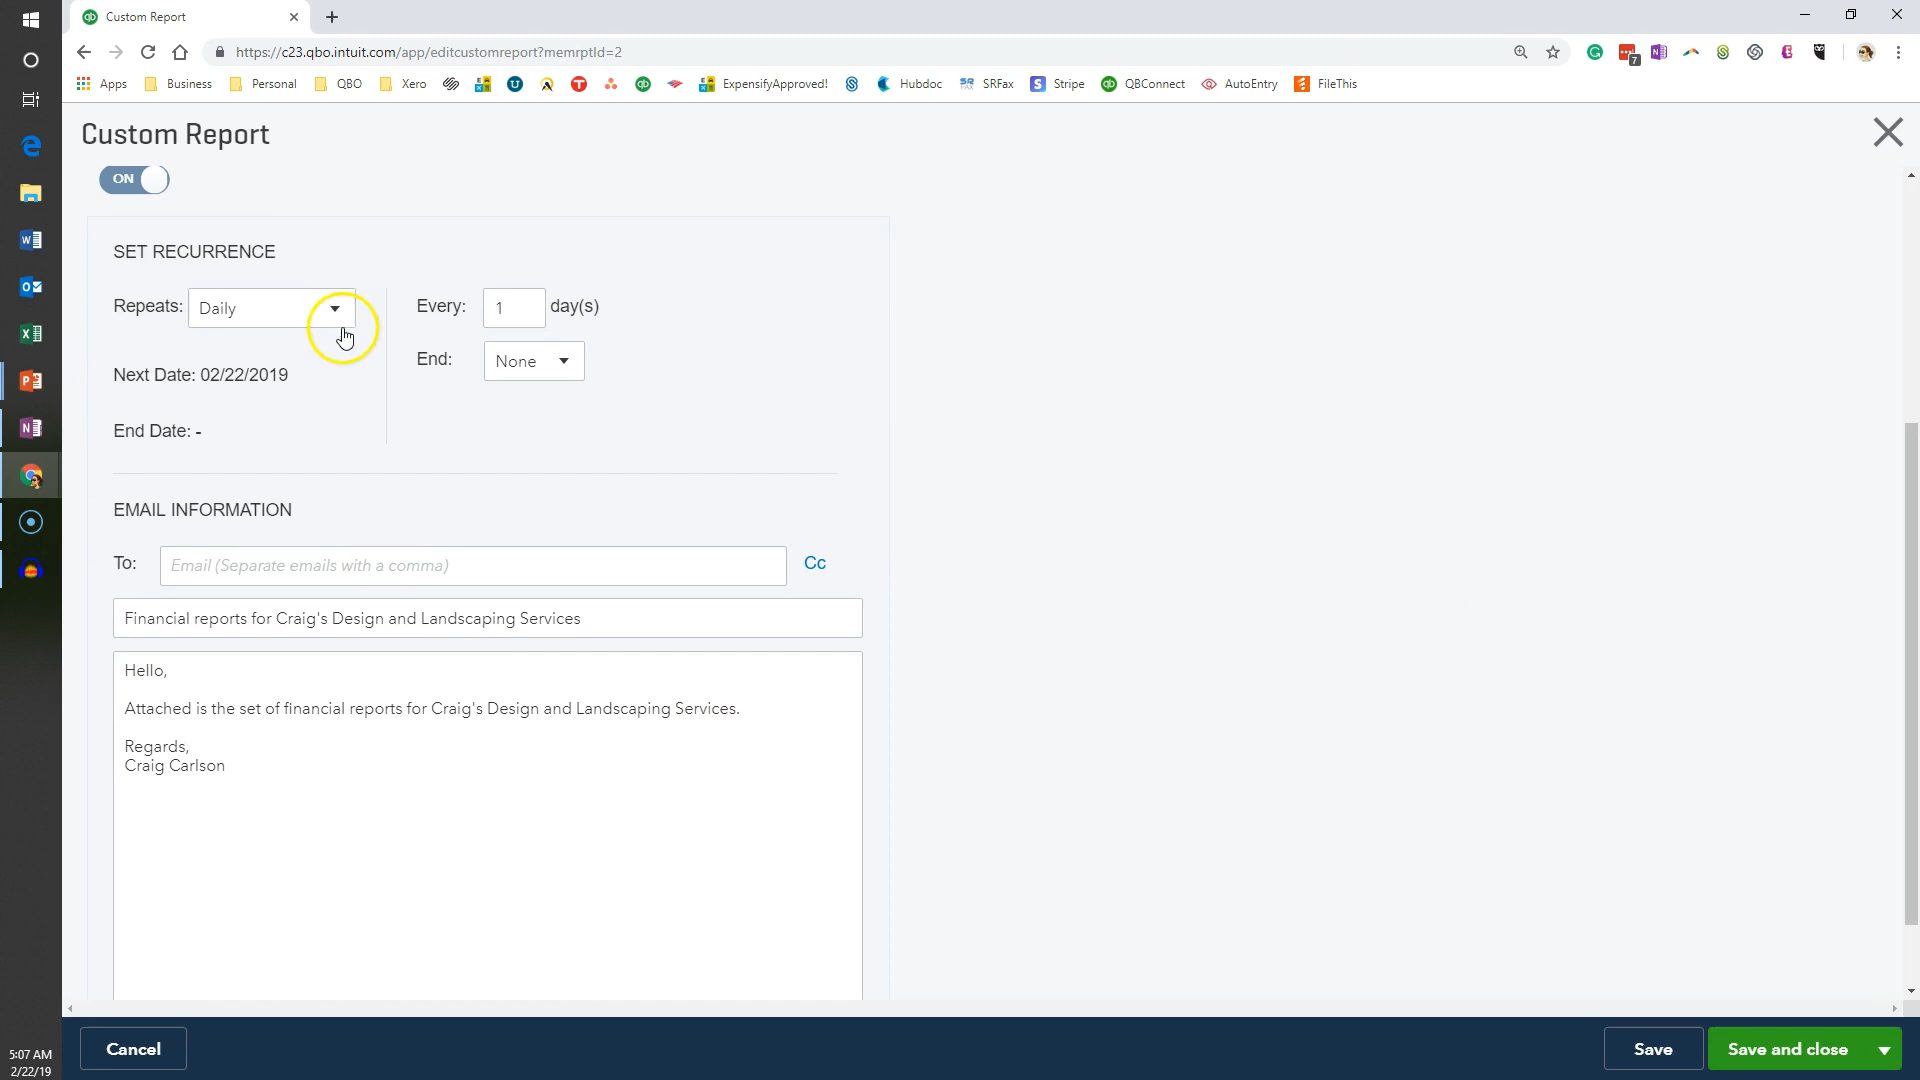 Custom Report
https://c23.qbo.intuit.com/app/editcustomreport?memrptId=2
7
Apps Business Personal QBO Xero ExpensifyApproved! Hubdoc SRFax Stripe QBConnect AutoEntry FileThis
Custom Report
ON
SET RECURRENCE
Repeats: Daily Every: 1 day(s)
End: None
Next Date: 02/22/2019
End Date: -
EMAIL INFORMATION
To: Email (Separate emails with a comma) Cc
Financial reports for Craig's Design and Landscaping Services
Hello,
Attached is the set of financial reports for Craig's Design and Landscaping Services.
Regards,
Craig Carlson
Cancel Save Save and close
5:07 AM
2/22/19